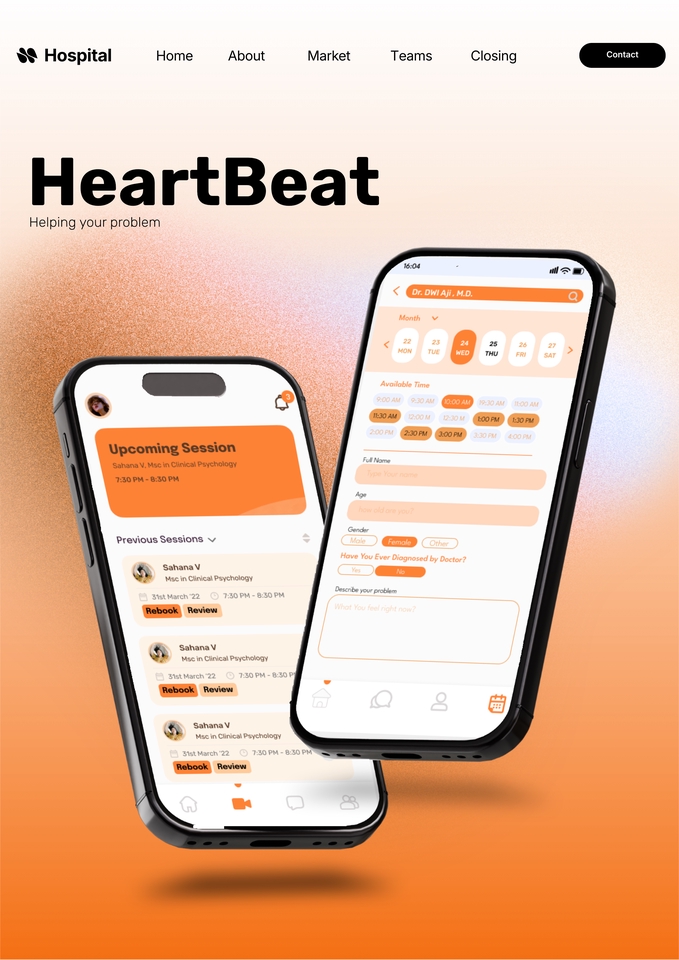 Hospital Home About Market Teams Closing Contact
HeartBeat
Helping your problem
3
Upcoming Session
Sahana V, Msc in Clinical Psychology
7:30 PM - 8:30 PM
Previous Sessions
Sahana V
Msc in Clinical Psychology
31st March '22 7:30 PM - 8:30 PM
Rebook Review
Sahana V
Msc in Clinical Psychology
31st March '22 7:30 PM - 8:30 P
Rebook Review
Sahana V
Msc in Clinical Psychology
31st March '22 7:30 PM - 8:30 PM
Rebook Review
16:04
Dr. DWI Aji . M.D.
Month
22 23 24 25 26 27
MON TUE WED THU FRI SAT
Available Time
9:00 AM 9:30 AM 10:00 AM 10:30 AM 11:00 AM
11:30 AM 12:00 M 12:30 M 1:00 PM 1:30 PM
2:00 PM 2:30 PM 3:00 PM 3:30 PM 4:00 PM
Full Name
Type Your name
Age
How old are you?
Gender
Male Female Other
Have You Ever Diagnosed by Doctor?
Yes No
Describe your problem
What You feel right now?